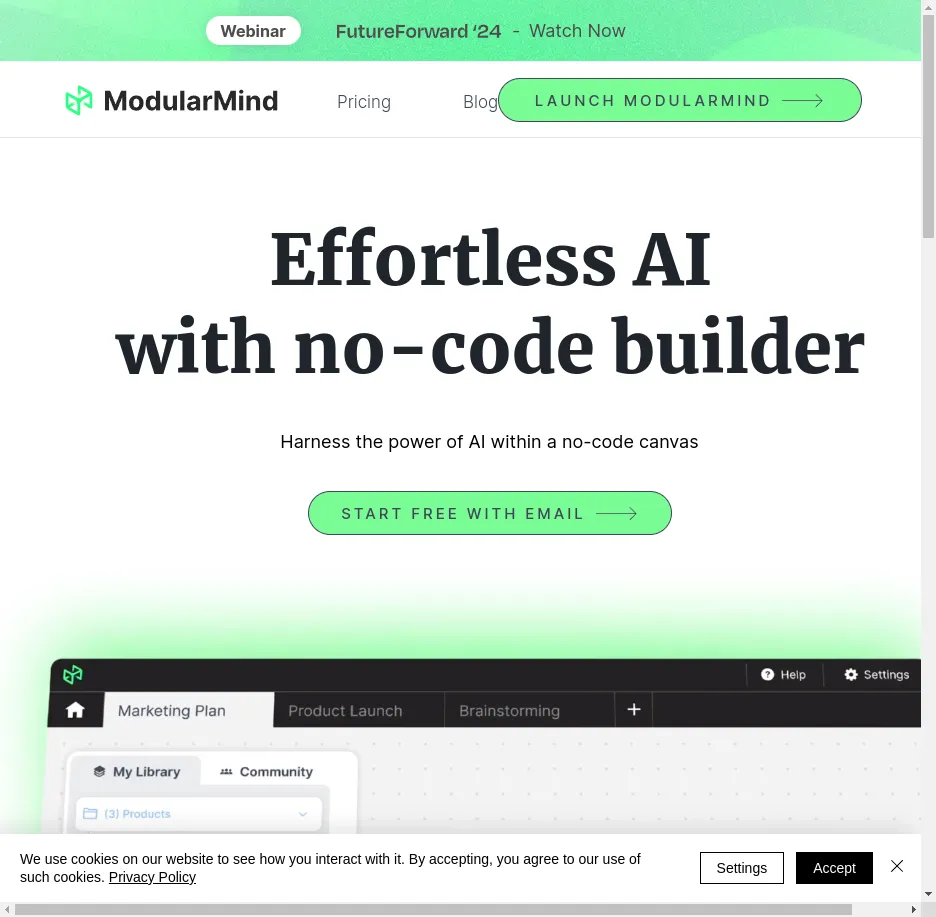 Webinar FutureForward ‘24 - Watch Now
ModularMind Pricing Blog LAUNCH MODULARMIND
Effortless AI
with no-code builder
Harness the power of AI within a no-code canvas
START FREE WITH EMAIL
Help Settings
Marketing Plan Product Launch Brainstorming +
My Library Community
(3) Products
We use cookies on our website to see how you interact with it. By accepting, you agree to our use of
such cookies. Privacy Policy
Settings Accept